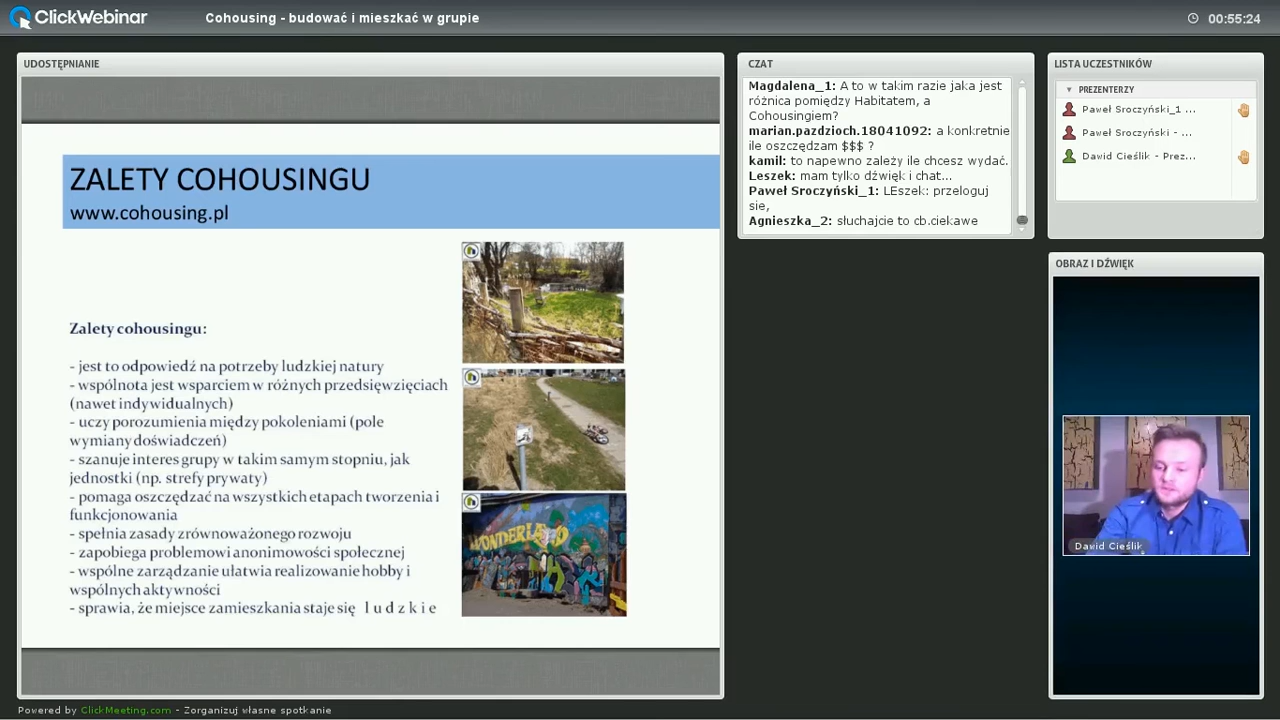 ClickWebinar
Cohousing - budować i mieszkać w grupie
00:55:24
UDOSTĘPNIANIE
ZALETY COHOUSINGU
www.cohousing.pl
Zalety cohousingu:
- jest to odpowiedź na potrzeby ludzkiej natury
- wspólnota jest wsparciem w różnych przedsięwzięciach
(nawet indywidualnych)
- uczy porozumienia między pokoleniami (pole
wymiany doświadczeń)
- szanuje interes grupy w takim samym stopniu, jak
jednostki (np. strefy prywaty)
- pomaga oszczędzać na wszystkich etapach tworzenia i
funkcjonowania
- spełnia zasady zrównoważonego rozwoju
- zapobiega problemowi anonimowości społecznej
- wspólne zarządzanie ułatwia realizowanie hobby i
wspólnych aktywności
- sprawia, że miejsce zamieszkania staje się l u d z k i e
WONDERLAND
CZAT
Magdalena_1: A to w takim razie jaka jest
różnica pomiędzy Habitatem, a
Cohousingiem?
marian.pazdzioch.18041092: a konkretnie
ile oszczędzam $$$ ?
kamil: to napewno zależy ile chcesz wydać.
Leszek: mam tylko dźwięk i chat...
Paweł Sroczyński_1: LEszek: przeloguj
sie,
Agnieszka_2: słuchajcie to cb.ciekawe
LISTA UCZESTNIKÓW
PREZENTERZY
Paweł Sroczyński_1 ...
Paweł Sroczyński - ...
Dawid Cieślik - Prez...
OBRAZ I DŹWIĘK
Dawid Cieślik
Powered by ClickMeeting.com - Zorganizuj własne spotkanie